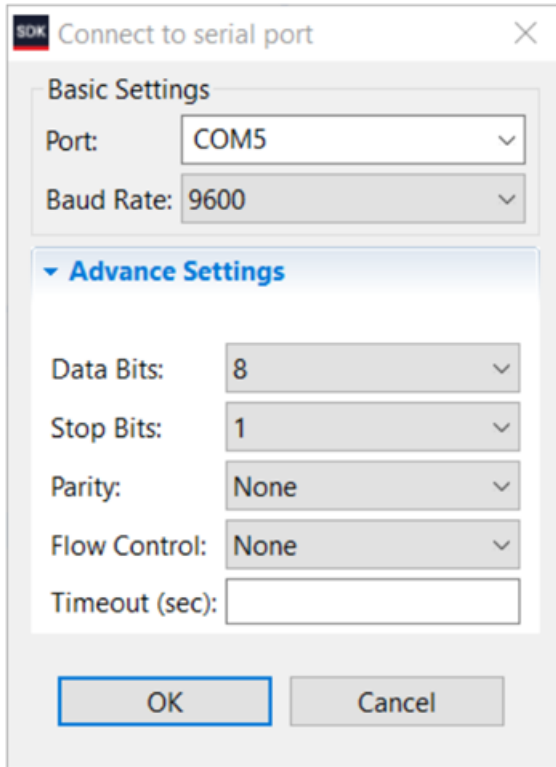 SDK Connect to serial port
Basic Settings
Port: COM5
Baud Rate: 9600
Advance Settings
Data Bits: 8
Stop Bits: 1
Parity: None
Flow Control: None
Timeout (sec):
OK Cancel